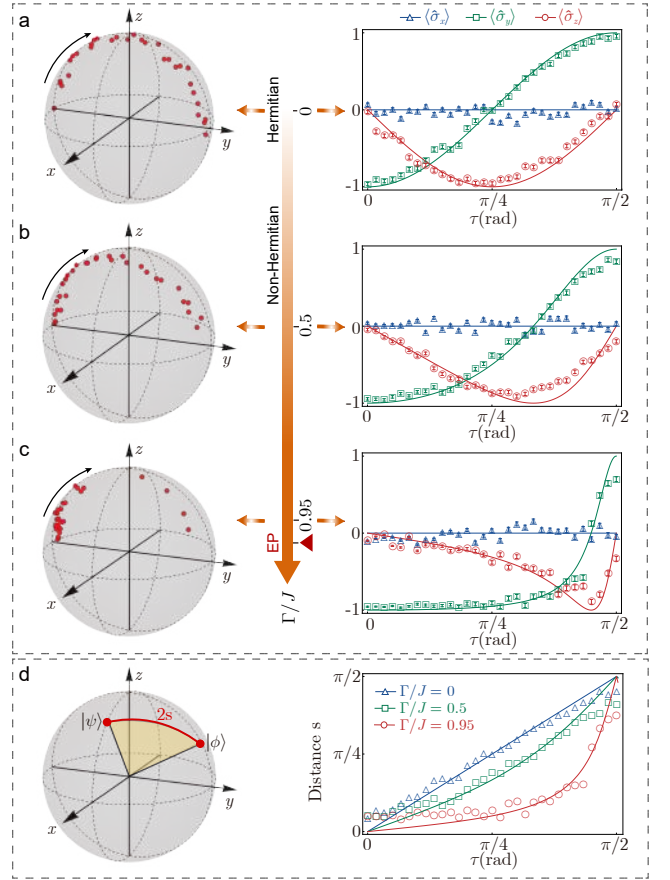 a
z
y
x
Hermitian
0
⟨σ̂x⟩ ⟨σ̂y⟩ ⟨σ̂z⟩
1
0
-1
0 π/4 π/2
τ(rad)
b
z
y
x
Non-Hermitian
0.5
1
0
-1
0 π/4 π/2
τ(rad)
c
z
y
x
0.95
EP
Γ/J
1
0
-1
0 π/4 π/2
τ(rad)
d
z
|ψ⟩ 2s |ϕ⟩
y
x
Distance s
π/2
π/4
0
Γ/J = 0
Γ/J = 0.5
Γ/J = 0.95
0 π/4 π/2
τ(rad)